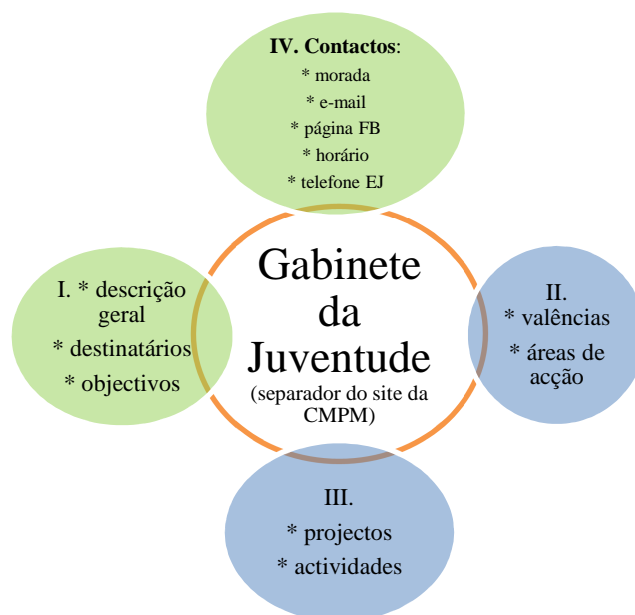 IV. Contactos:
* morada
* e-mail
* página FB
* horário
* telefone EJ
Gabinete
da
Juventude
(separador do site da
CMPM)
I. * descrição
geral
* destinatários
* objectivos
II.
* valências
* áreas de
acção
III.
* projectos
* actividades